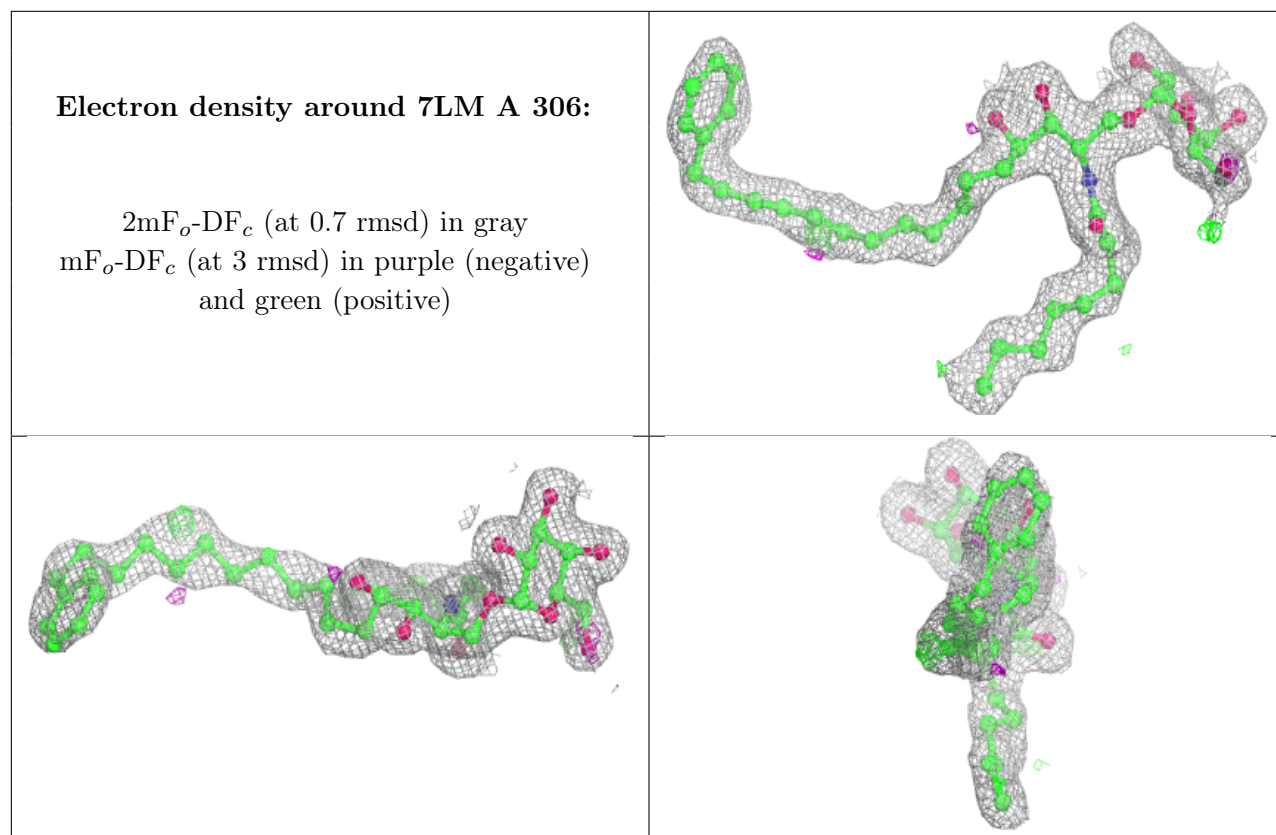 Electron density around 7LM A 306:
2mFo-DFc (at 0.7 rmsd) in gray
mFo-DFc (at 3 rmsd) in purple (negative)
and green (positive)